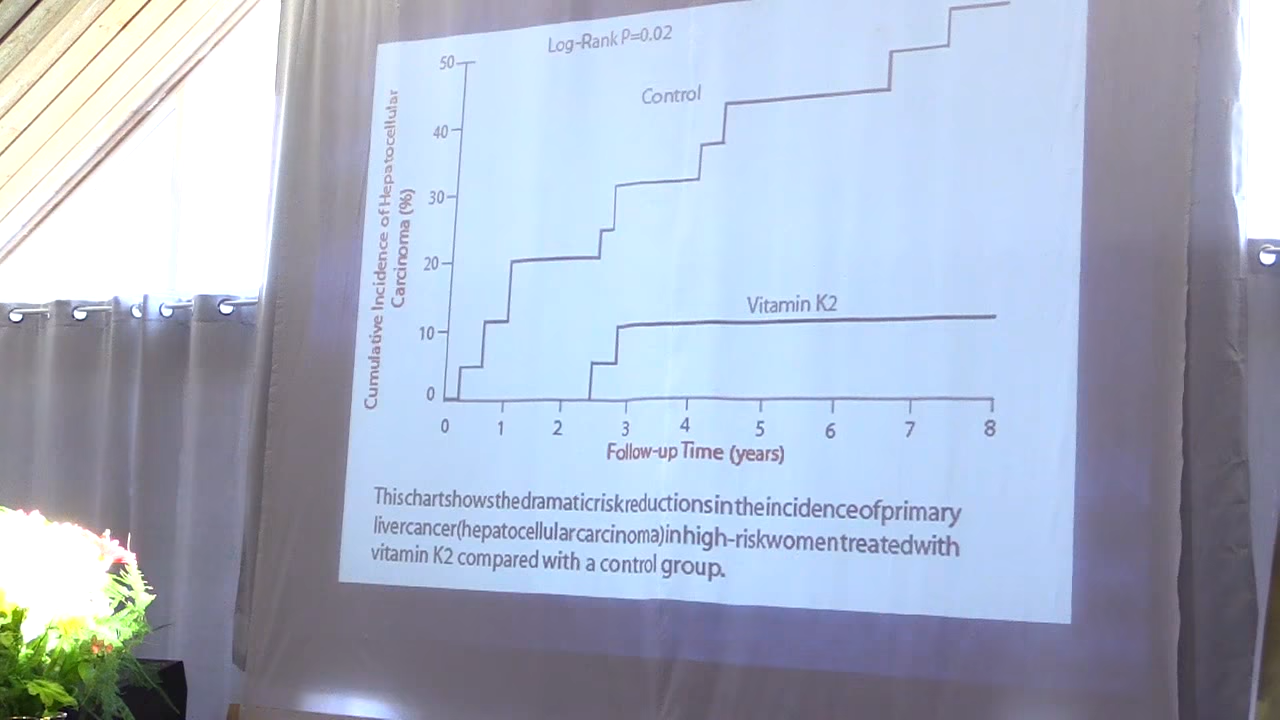 Log-Rank P=0.02
Control
Vitamin K2
Cumulative Incidence of Hepatocellular
Carcinoma (%)
50
40
30
20
10
0
0 1 2 3 4 5 6 7 8
Follow-up Time (years)
This chart shows the dramatic risk reductions in the incidence of primary
liver cancer (hepatocellular carcinoma) in high-risk women treated with
vitamin K2 compared with a control group.